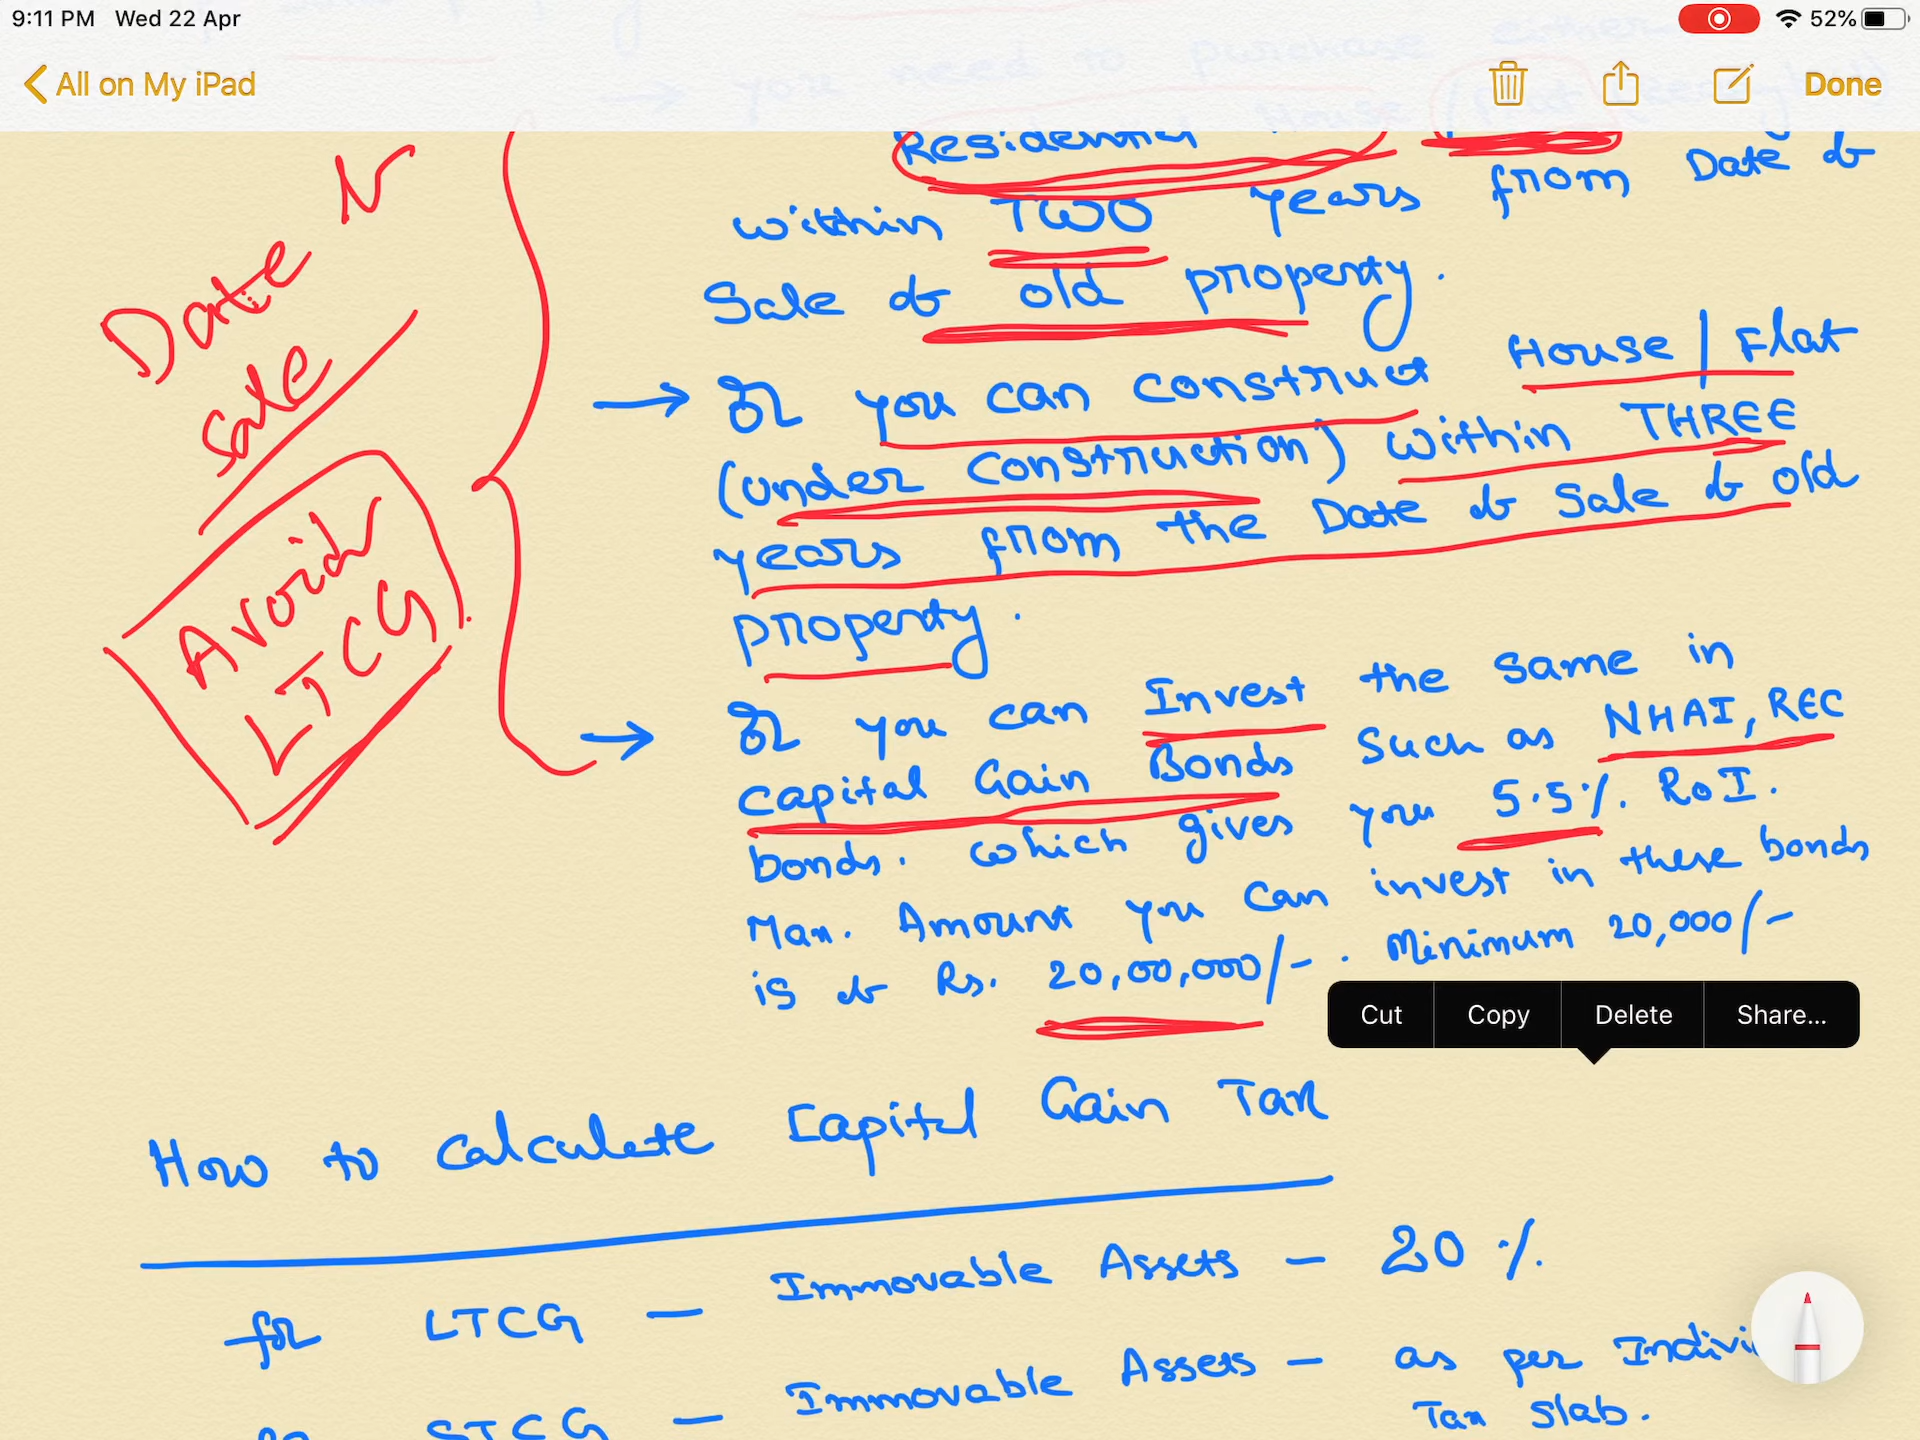 9:11 PM Wed 22 Apr
52%
All on My iPad
Done
Residential
within TWO years from Date of
Sale of old property.
→ Or you can construct House / Flat
(under construction) within THREE
years from the Date of Sale of old
property.
→ Or you can Invest the same in
capital Gain Bonds such as NHAI, REC
bonds. which gives you 5.5% RoI.
Max. Amount you can invest in these bonds
is of Rs. 20,00,000/-. Minimum 20,000/-
Date of
Sale
Avoid
LTCG
Cut
Copy
Delete
Share...
How to calculate Capital Gain Tax
for LTCG — Immovable Assets — 20 %.
for STCG — Immovable Assets — as per Indivi
Tax Slab.